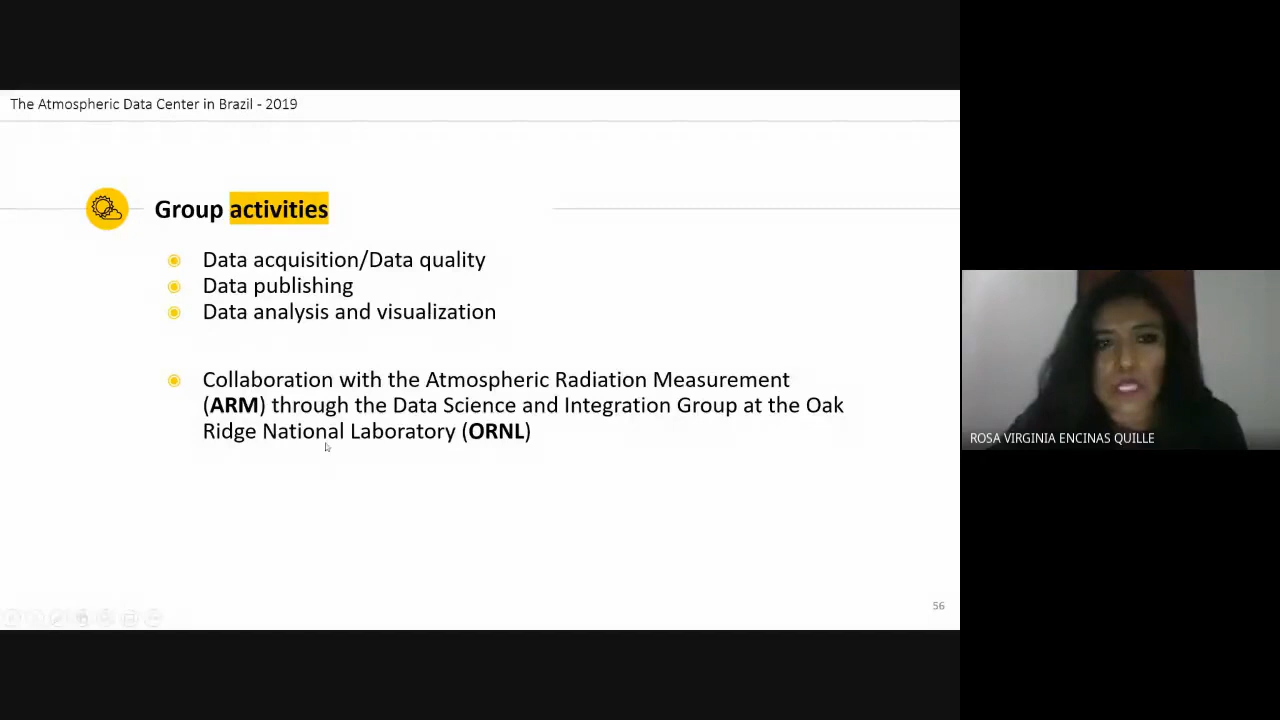 The Atmospheric Data Center in Brazil - 2019
Group activities
Data acquisition/Data quality
Data publishing
Data analysis and visualization
Collaboration with the Atmospheric Radiation Measurement
(ARM) through the Data Science and Integration Group at the Oak
Ridge National Laboratory (ORNL)
56
ROSA VIRGINIA ENCINAS QUILLE